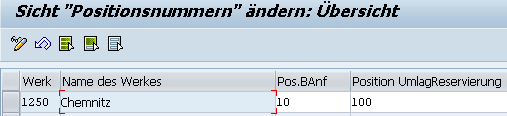 Sicht "Positionsnummern" ändern: Übersicht
Werk Name des Werkes Pos.BAnf Position UmlagReservierung
1250 Chemnitz 10 100